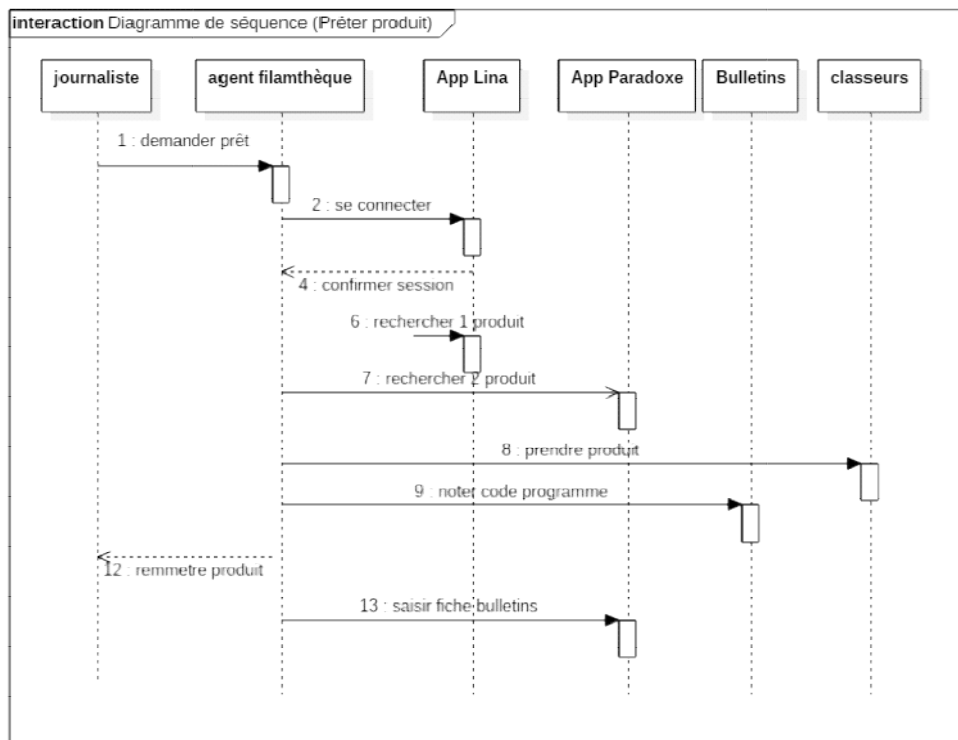 interaction Diagramme de séquence (Prêter produit)
journaliste
agent filamthèque
App Lina
App Paradoxe
Bulletins
classeurs
1 : demander prêt
2 : se connecter
4 : confirmer session
6 : rechercher 1 produit
7 : rechercher 2 produit
8 : prendre produit
9 : noter code programme
12 : remmetre produit
13 : saisir fiche bulletins